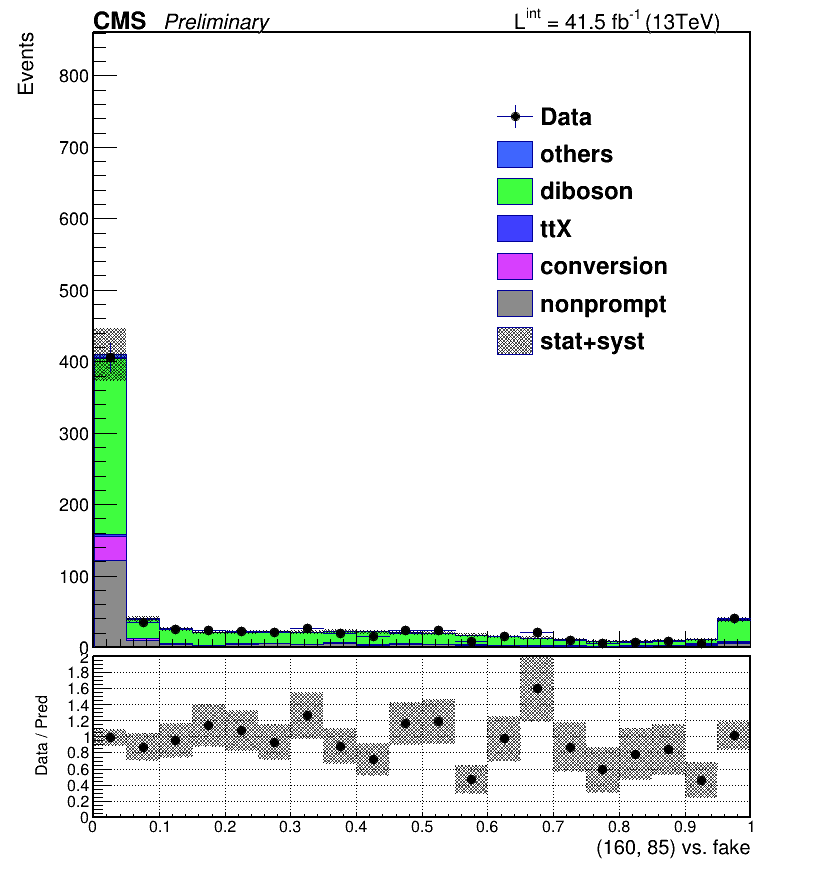 CMS Preliminary L^int = 41.5 fb^-1 (13TeV)
Events
800
700
600
500
400
300
200
100
0
Data
others
diboson
ttX
conversion
nonprompt
stat+syst
Data / Pred
2
1.8
1.6
1.4
1.2
1
0.8
0.6
0.4
0.2
0
0 0.1 0.2 0.3 0.4 0.5 0.6 0.7 0.8 0.9 1
(160, 85) vs. fake